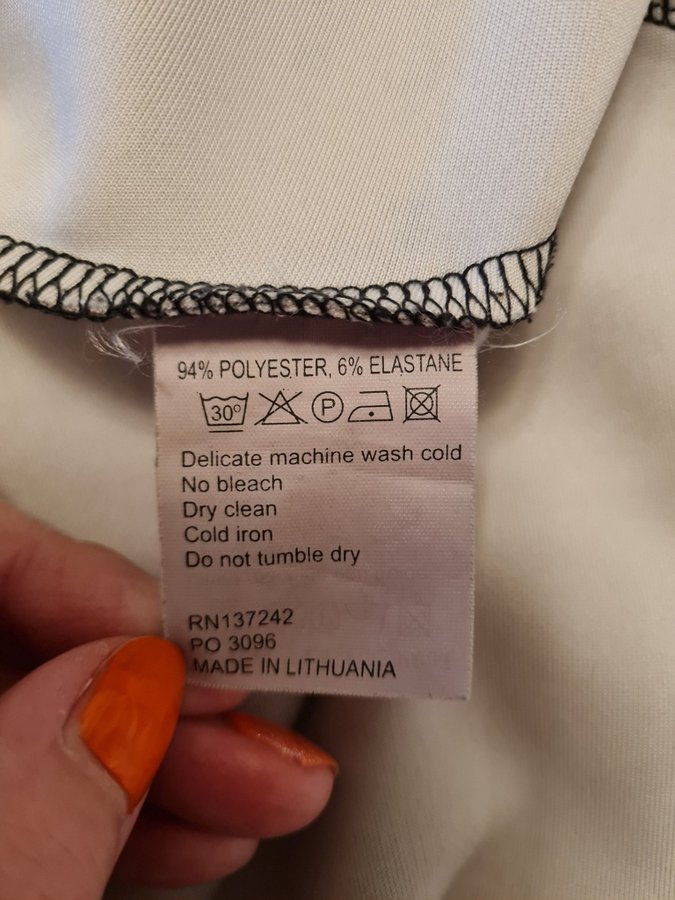 94% POLYESTER, 6% ELASTANE
30° P
Delicate machine wash cold
No bleach
Dry clean
Cold iron
Do not tumble dry
RN137242
PO 3096
MADE IN LITHUANIA